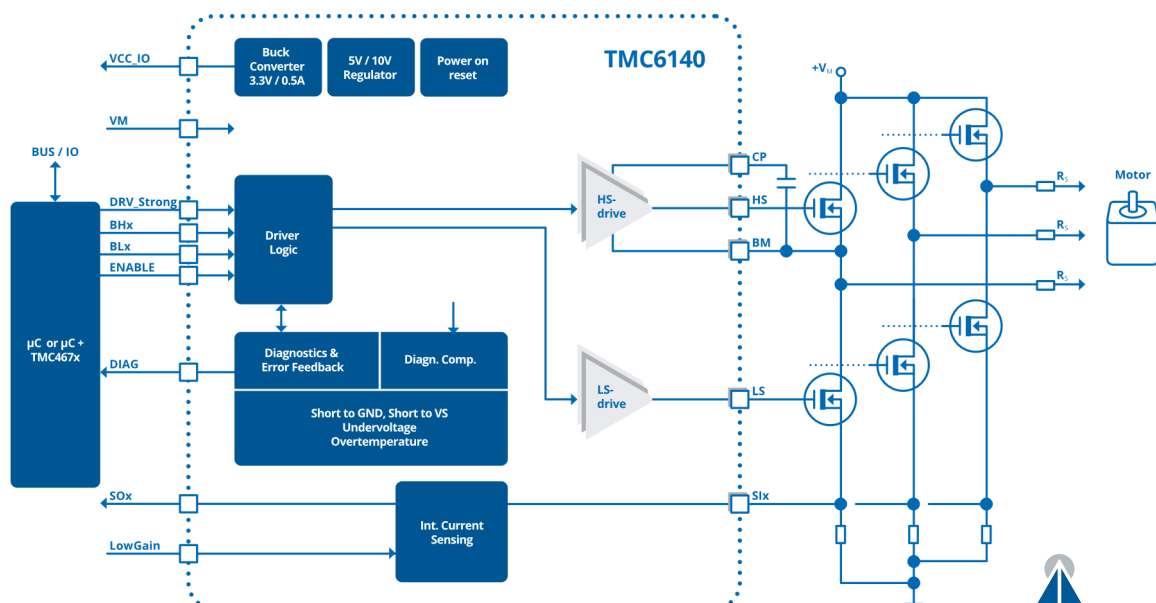 TMC6140
VCC_IO
Buck
Converter
3.3V / 0.5A
5V / 10V
Regulator
Power on
reset
+VM
VM
BUS / IO
CP
DRV_Strong
BHx
BLx
ENABLE
Driver
Logic
HS-
drive
HS
BM
RS
RS
RS
Motor
µC or µC +
TMC467x
DIAG
Diagnostics &
Error Feedback
Diagn. Comp.
Short to GND, Short to VS
Undervoltage
Overtemperature
LS-
drive
LS
SOx
LowGain
Int. Current
Sensing
SIx